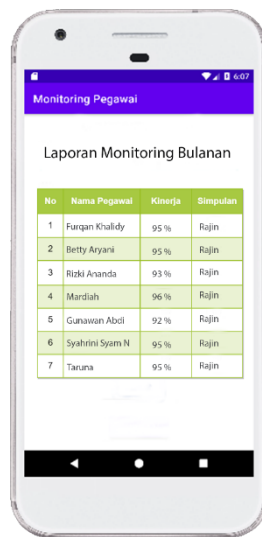 6:07
Monitoring Pegawai
Laporan Monitoring Bulanan
No Nama Pegawai Kinerja Simpulan
1 Furqan Khalidy 95 % Rajin
2 Betty Aryani 95 % Rajin
3 Rizki Ananda 93 % Rajin
4 Mardiah 96 % Rajin
5 Gunawan Abdi 92 % Rajin
6 Syahrini Syam N 95 % Rajin
7 Taruna 95 % Rajin